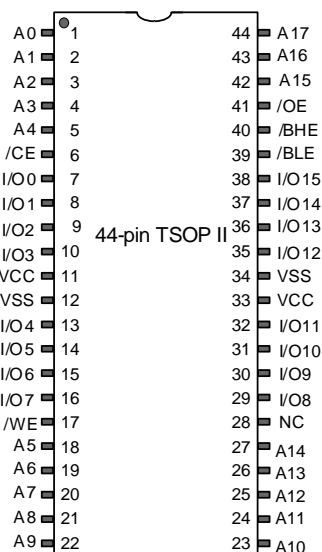 A0 1 44 A17
A1 2 43 A16
A2 3 42 A15
A3 4 41 /OE
A4 5 40 /BHE
/CE 6 39 /BLE
I/O0 7 38 I/O15
I/O1 8 37 I/O14
I/O2 9 44-pin TSOP II 36 I/O13
I/O3 10 35 I/O12
VCC 11 34 VSS
VSS 12 33 VCC
I/O4 13 32 I/O11
I/O5 14 31 I/O10
I/O6 15 30 I/O9
I/O7 16 29 I/O8
/WE 17 28 NC
A5 18 27 A14
A6 19 26 A13
A7 20 25 A12
A8 21 24 A11
A9 22 23 A10